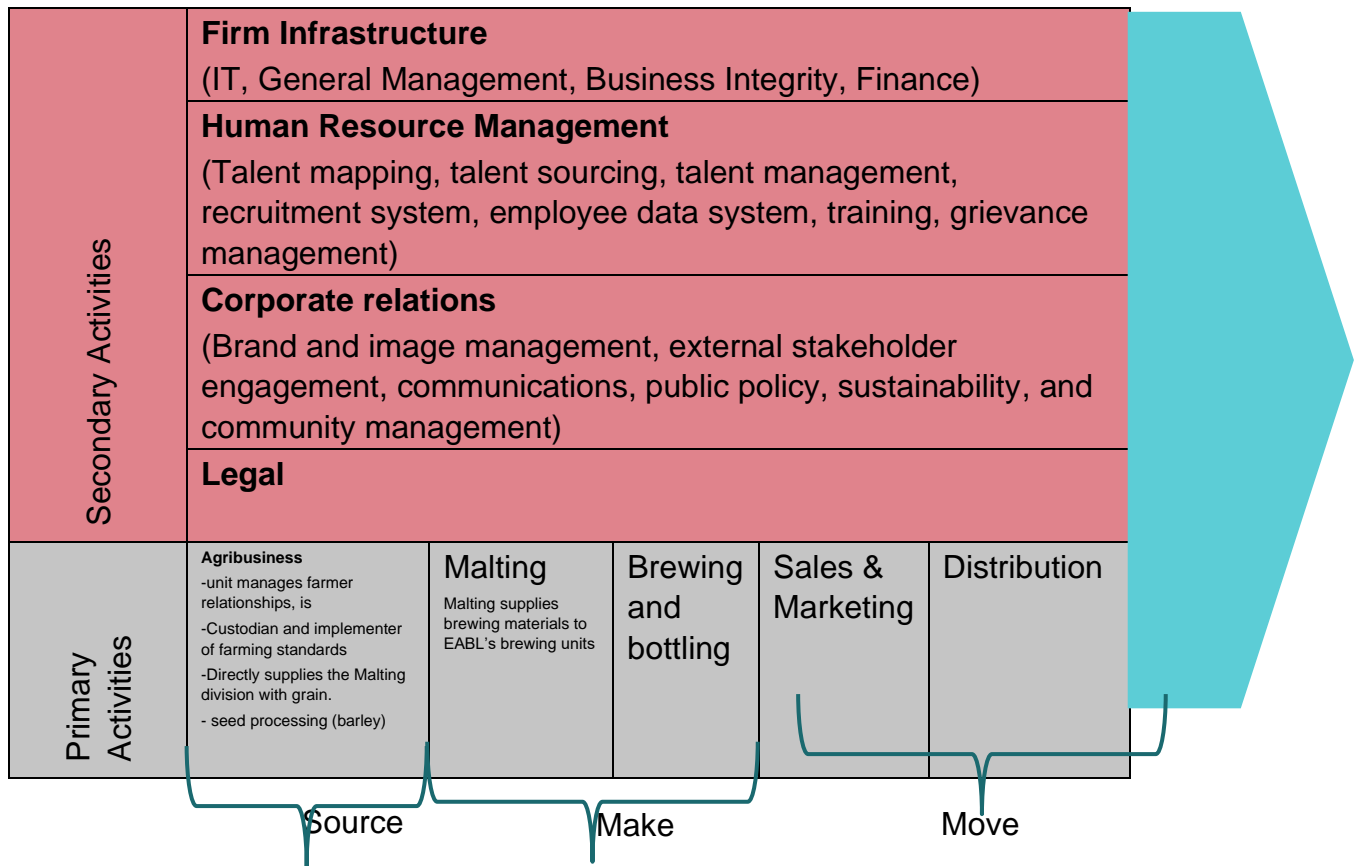 Secondary Activities
Firm Infrastructure
(IT, General Management, Business Integrity, Finance)
Human Resource Management
(Talent mapping, talent sourcing, talent management,
recruitment system, employee data system, training, grievance
management)
Corporate relations
(Brand and image management, external stakeholder
engagement, communications, public policy, sustainability, and
community management)
Legal
Primary
Activities
Agribusiness
-unit manages farmer
relationships, is
-Custodian and implementer
of farming standards
-Directly supplies the Malting
division with grain.
- seed processing (barley)
Malting
Malting supplies
brewing materials to
EABL's brewing units
Brewing
and
bottling
Sales &
Marketing
Distribution
Source
Make
Move